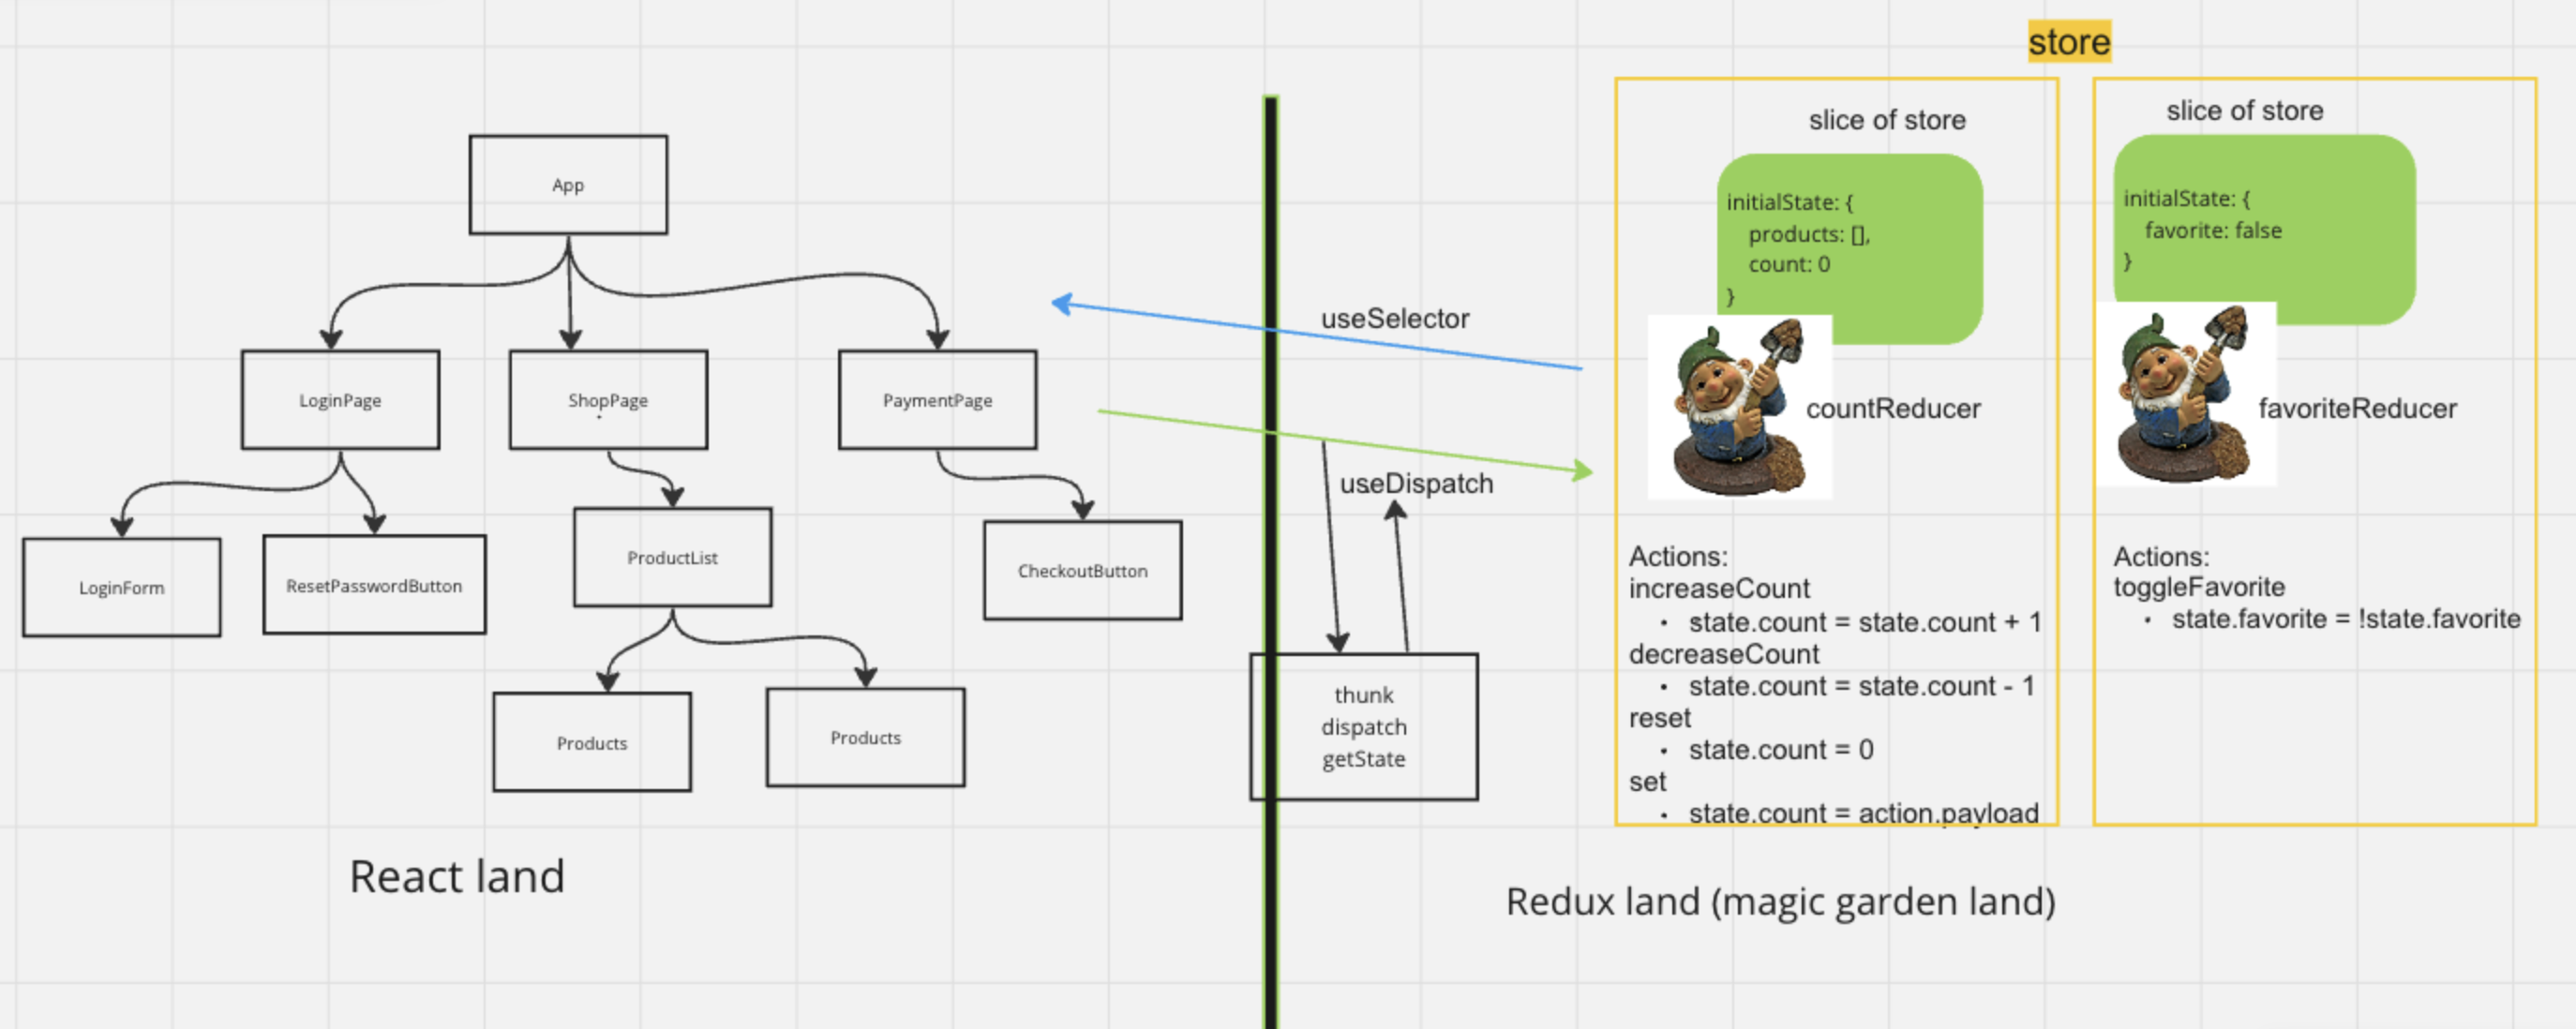 store
slice of store
slice of store
App
initialState: {
products: [],
count: 0
}
initialState: {
favorite: false
}
useSelector
LoginPage
ShopPage
PaymentPage
countReducer
favoriteReducer
useDispatch
LoginForm
ResetPasswordButton
ProductList
CheckoutButton
Products
Products
thunk
dispatch
getState
Actions:
increaseCount
• state.count = state.count + 1
decreaseCount
• state.count = state.count - 1
reset
• state.count = 0
set
• state.count = action.payload
Actions:
toggleFavorite
• state.favorite = !state.favorite
React land
Redux land (magic garden land)